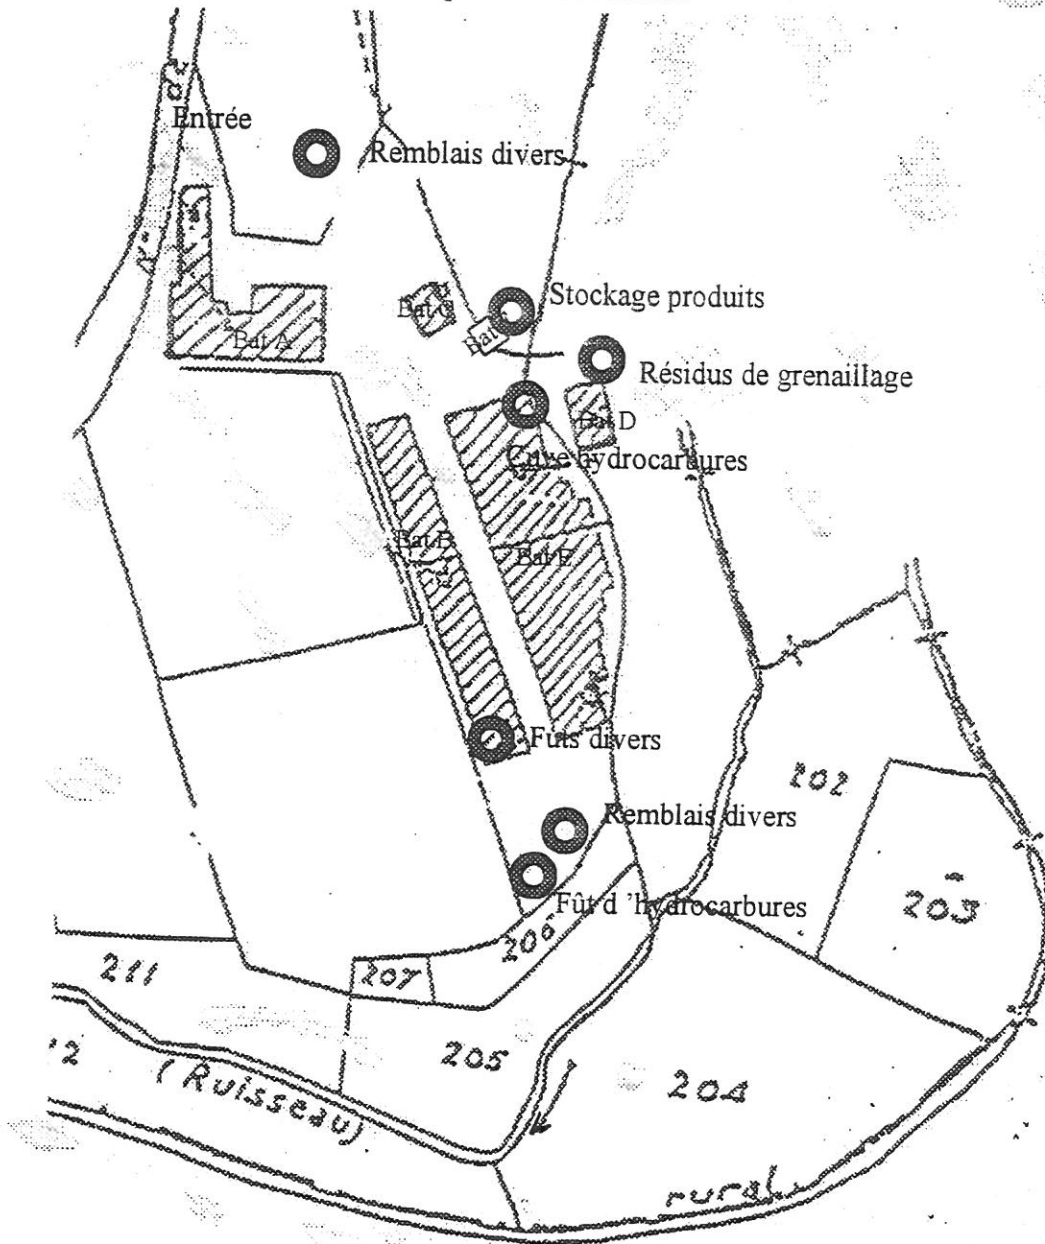 Entrée
Remblais divers
Stockage produits
Bat C
Bat
Bat A
Résidus de grenaillage
Bat D
Cuve hydrocarbures
Bat B
Bat E
Fûts divers
202
Remblais divers
203
Fût d ’hydrocarbures
206
211
207
205
204
(Ruisseau)
rural